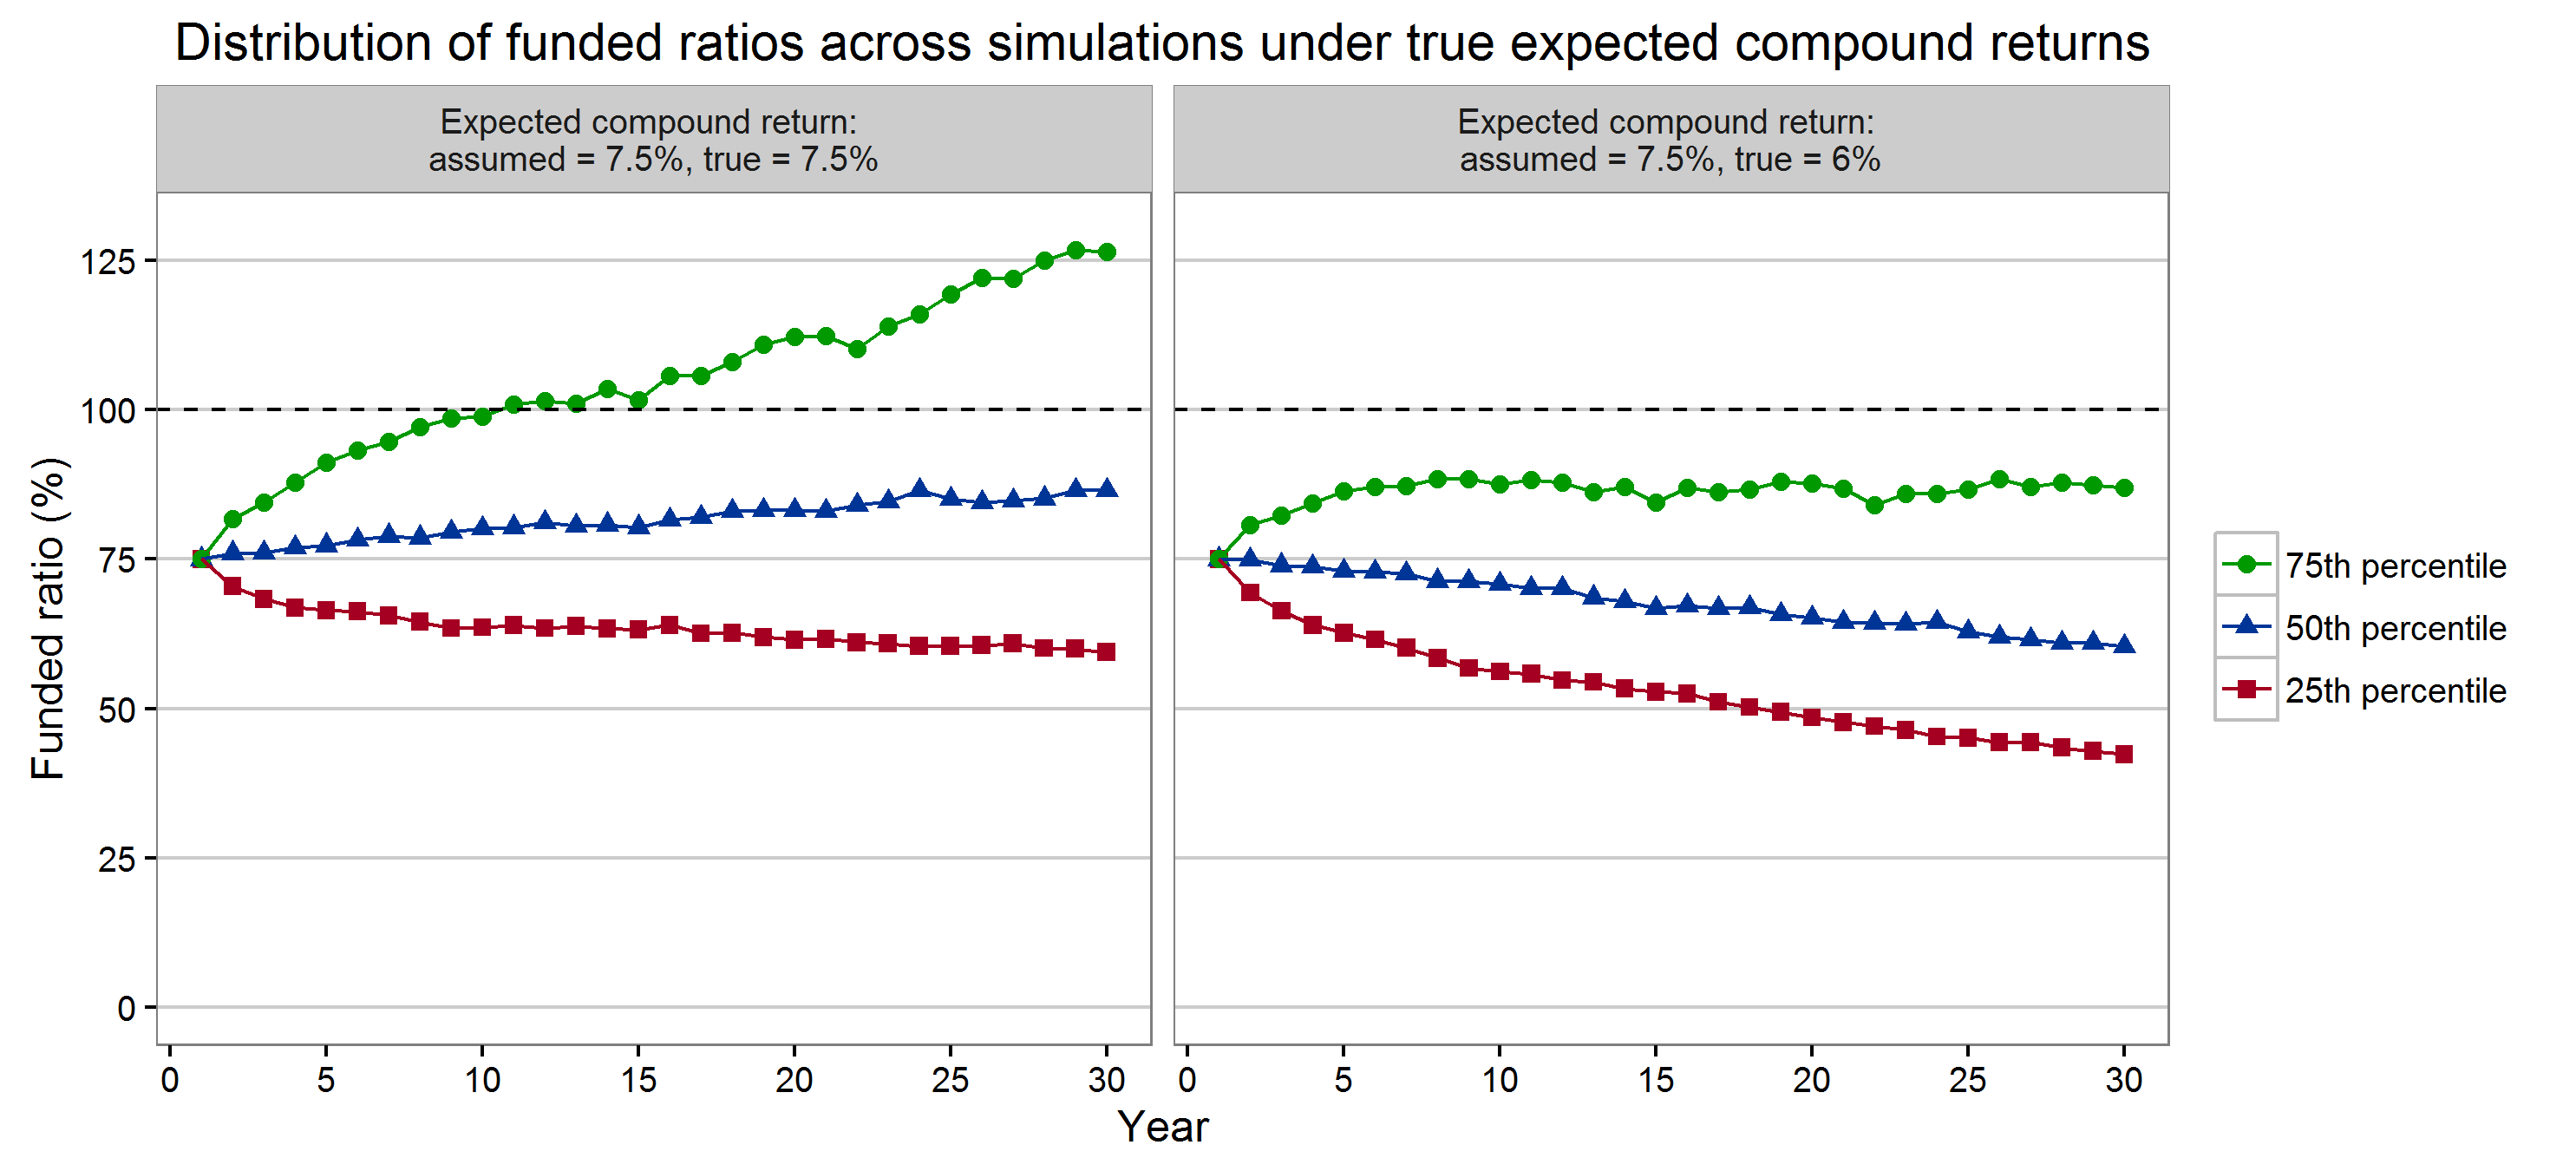 Distribution of funded ratios across simulations under true expected compound returns
Expected compound return:
assumed = 7.5%, true = 7.5%
Expected compound return:
assumed = 7.5%, true = 6%
Funded ratio (%)
125
100
75
50
25
0
0 5 10 15 20 25 30
0 5 10 15 20 25 30
Year
75th percentile
50th percentile
25th percentile